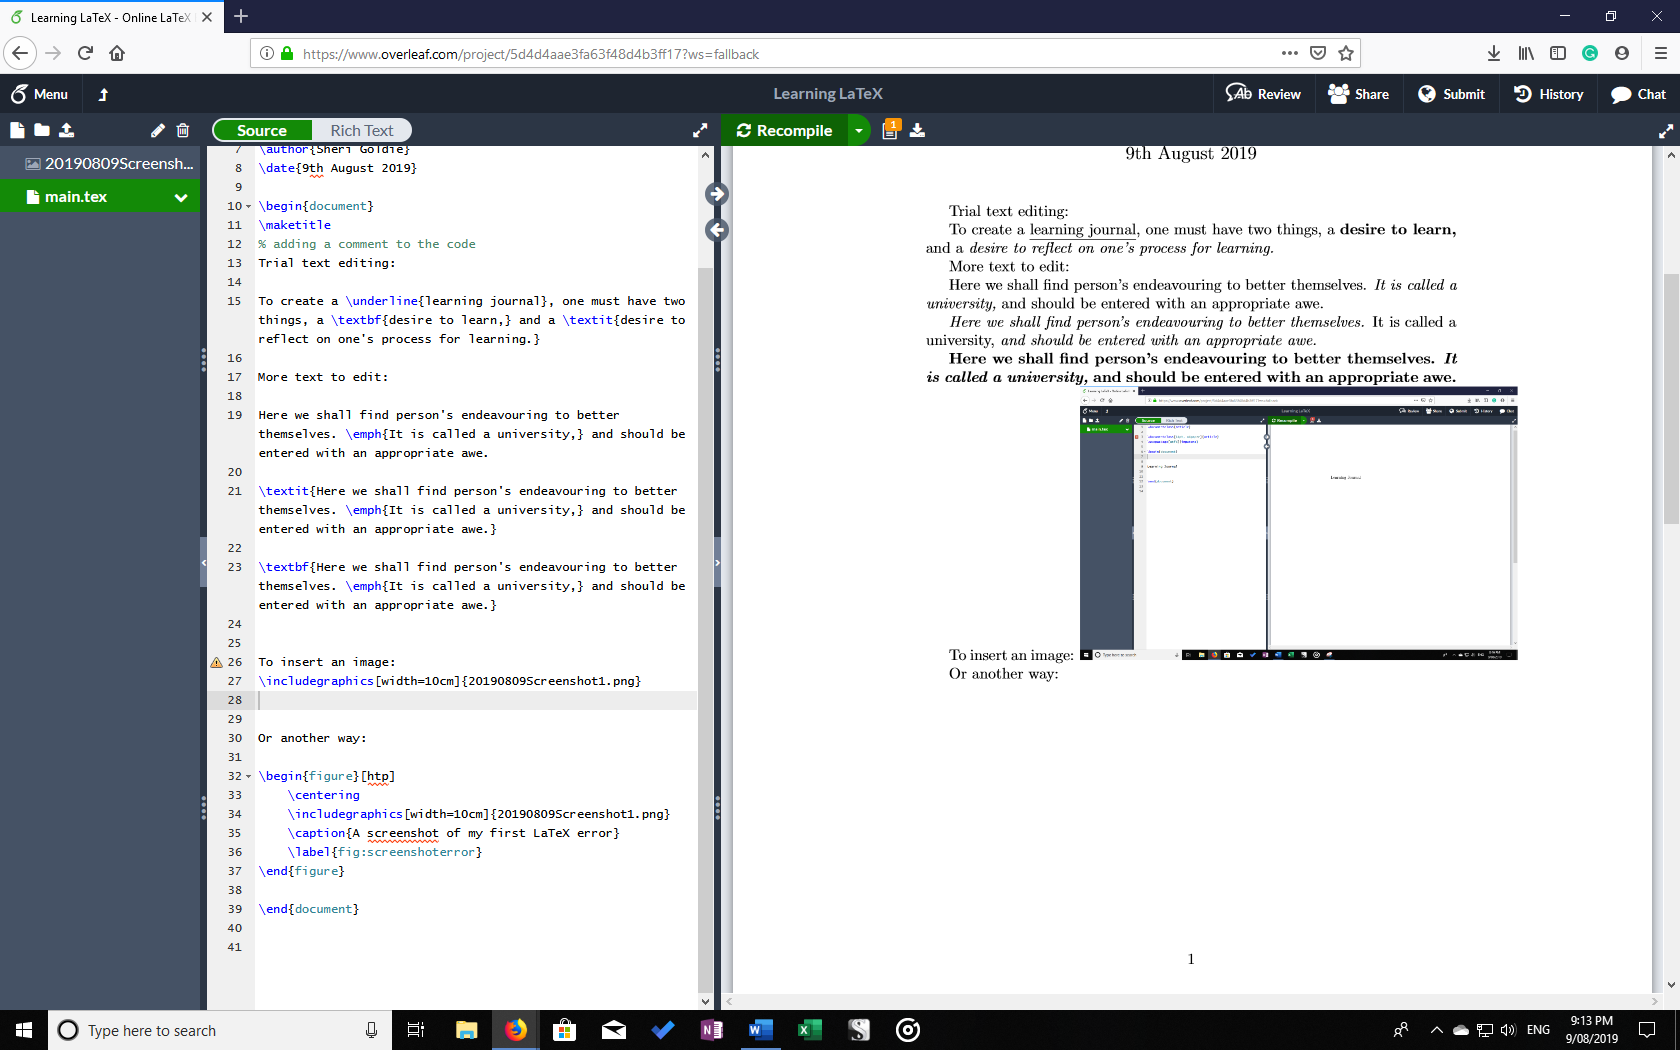 Learning LaTeX - Online LaTeX
https://www.overleaf.com/project/5d4d4aae3fa63f48d4b3ff17?ws=fallback
Menu
Learning LaTeX
Review
Share
Submit
History
Chat
Source
Rich Text
Recompile
1
20190809Screensh...
main.tex
7 \author{Sheri Goldie}
8 \date{9th August 2019}
9
10 \begin{document}
11 \maketitle
12 % adding a comment to the code
13 Trial text editing:
14
15 To create a \underline{learning journal}, one must have two
things, a \textbf{desire to learn,} and a \textit{desire to
reflect on one's process for learning.}
16
17 More text to edit:
18
19 Here we shall find person's endeavouring to better
themselves. \emph{It is called a university,} and should be
entered with an appropriate awe.
20
21 \textit{Here we shall find person's endeavouring to better
themselves. \emph{It is called a university,} and should be
entered with an appropriate awe.}
22
23 \textbf{Here we shall find person's endeavouring to better
themselves. \emph{It is called a university,} and should be
entered with an appropriate awe.}
24
25
26 To insert an image:
27 \includegraphics[width=10cm]{20190809Screenshot1.png}
28
29
30 Or another way:
31
32 \begin{figure}[htp]
33 \centering
34 \includegraphics[width=10cm]{20190809Screenshot1.png}
35 \caption{A screenshot of my first LaTeX error}
36 \label{fig:screenshoterror}
37 \end{figure}
38
39 \end{document}
40
41
9th August 2019
Trial text editing:
To create a learning journal, one must have two things, a desire to learn,
and a desire to reflect on one's process for learning.
More text to edit:
Here we shall find person's endeavouring to better themselves. It is called a
university, and should be entered with an appropriate awe.
Here we shall find person's endeavouring to better themselves. It is called a
university, and should be entered with an appropriate awe.
Here we shall find person's endeavouring to better themselves. It
is called a university, and should be entered with an appropriate awe.
Menu
Source
Rich Text
Recompile
main.tex
Learning Journal
Learning Journal
Type here to search
To insert an image:
Or another way:
1
Type here to search
ENG
9:13 PM
9/08/2019